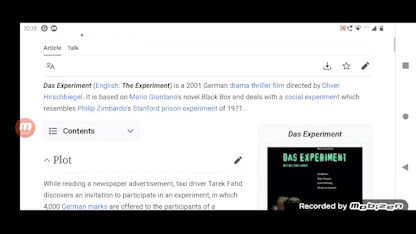 10:19
Article Talk
Das Experiment (English: The Experiment) is a 2001 German drama thriller film directed by Oliver
Hirschbiegel. It is based on Mario Giordano's novel Black Box and deals with a social experiment which
resembles Philip Zimbardo's Stanford prison experiment of 1971.
Contents
Das Experiment
Plot
DAS EXPERIMENT
While reading a newspaper advertisement, taxi driver Tarek Fahd
discovers an invitation to participate in an experiment, in which
4,000 German marks are offered to the participants of a
Recorded by Mobizen